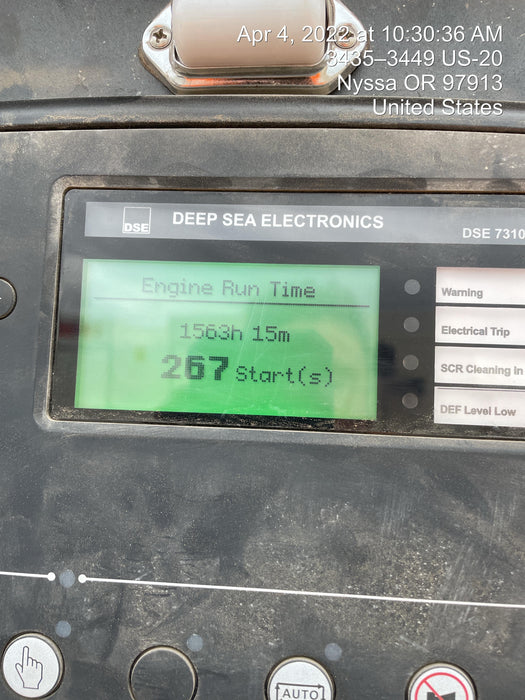 Apr 4, 2022 at 10:30:36 AM
3435–3449 US-20
Nyssa OR 97913
United States
DSE
DEEP SEA ELECTRONICS
DSE 7310
Engine Run Time
1563h 15m
267 Start(s)
Warning
Electrical Trip
SCR Cleaning in
DEF Level Low
AUTO